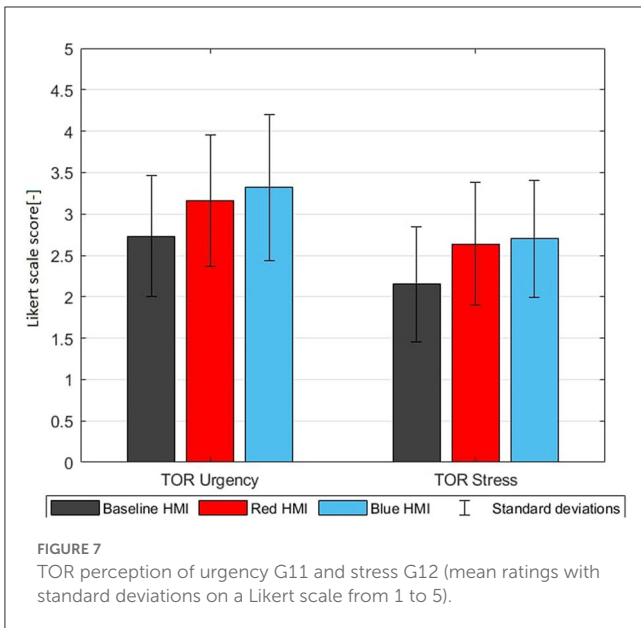 5
4.5
4
3.5
3
2.5
2
1.5
1
0.5
0
Likert scale score[-]
TOR Urgency TOR Stress
Baseline HMI Red HMI Blue HMI Standard deviations
FIGURE 7
TOR perception of urgency G11 and stress G12 (mean ratings with
standard deviations on a Likert scale from 1 to 5).